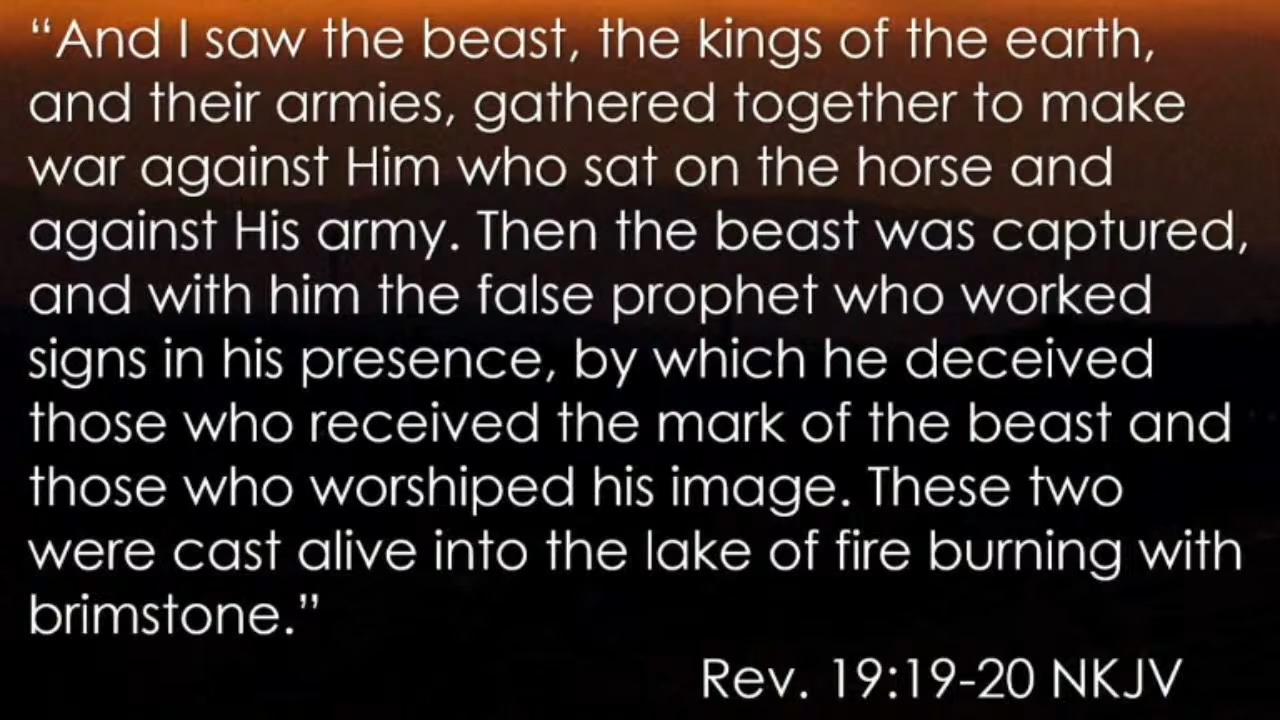 “And I saw the beast, the kings of the earth,
and their armies, gathered together to make
war against Him who sat on the horse and
against His army. Then the beast was captured,
and with him the false prophet who worked
signs in his presence, by which he deceived
those who received the mark of the beast and
those who worshiped his image. These two
were cast alive into the lake of fire burning with
brimstone.”
Rev. 19:19-20 NKJV